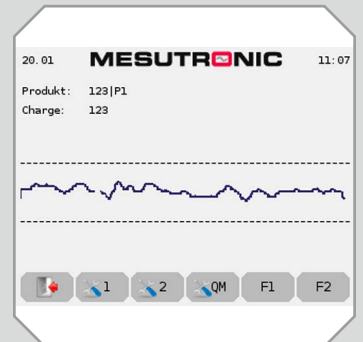 20.01 MESUTRONIC 11:07
Produkt: 123|P1
Charge: 123
1 2 QM F1 F2